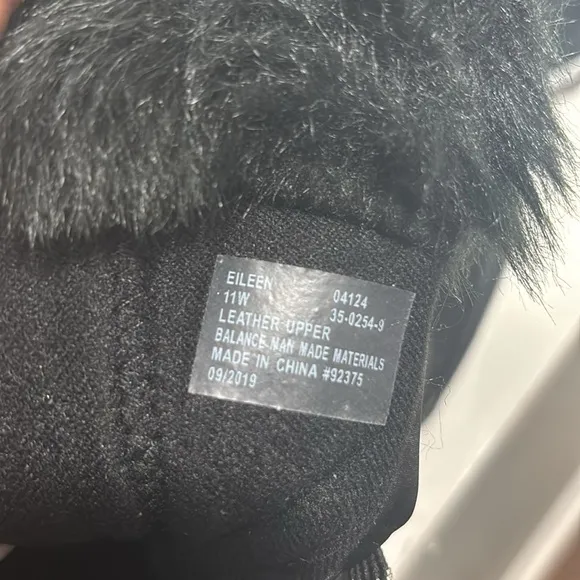 EILEEN 04124
11W 35-0254-9
LEATHER UPPER
BALANCE MAN MADE MATERIALS
MADE IN CHINA #92375
09/2019